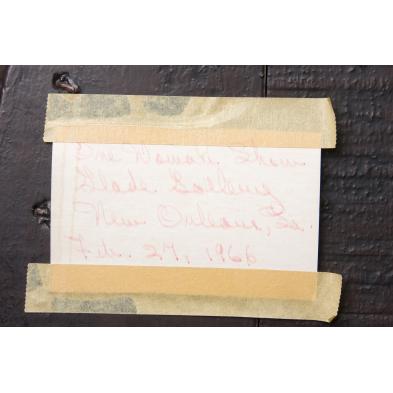 One Woman Show
Glade Gallery
New Orleans, La.
Feb. 27, 1966